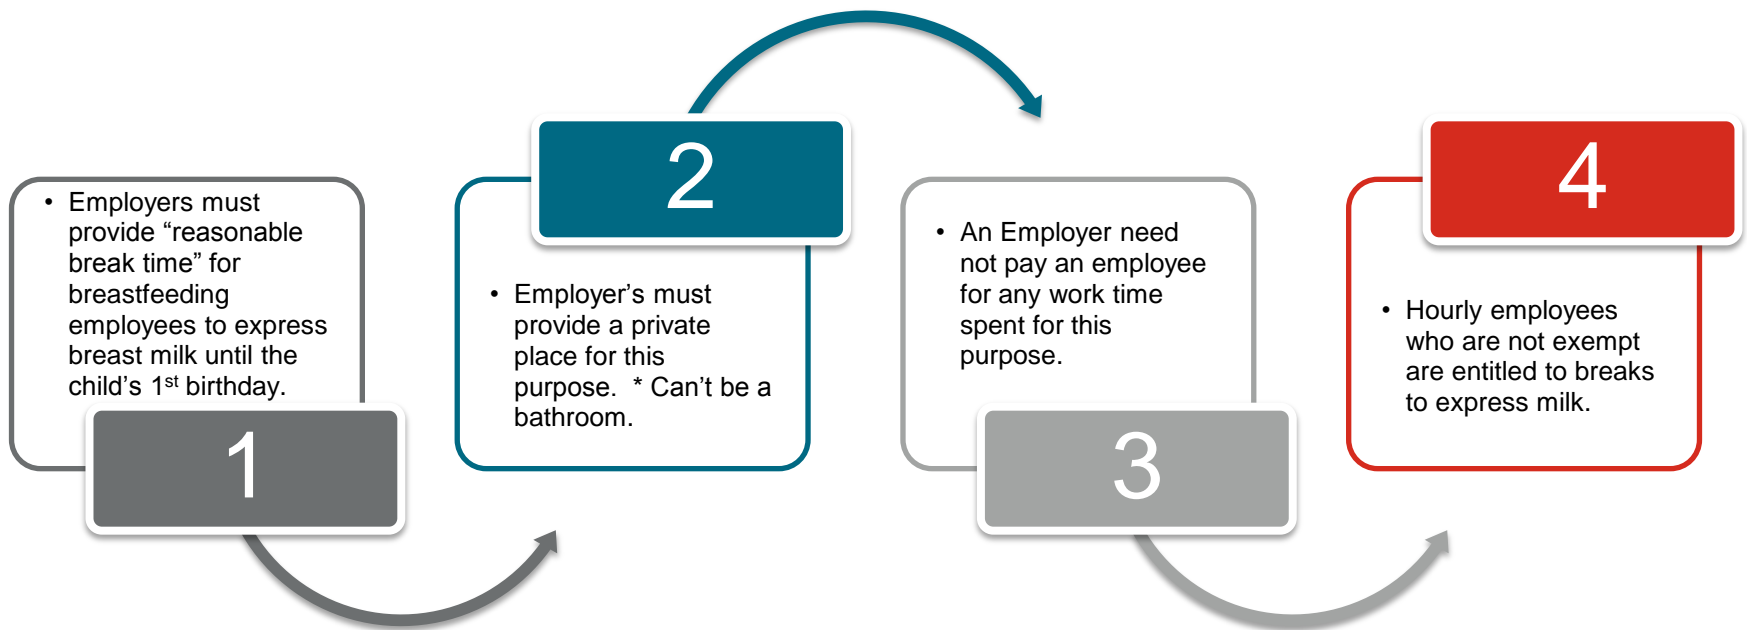 • Employers must
provide “reasonable
break time” for
breastfeeding
employees to express
breast milk until the
child’s 1st birthday.
1
2
• Employer’s must
provide a private
place for this
purpose. * Can’t be a
bathroom.
• An Employer need
not pay an employee
for any work time
spent for this
purpose.
3
4
• Hourly employees
who are not exempt
are entitled to breaks
to express milk.